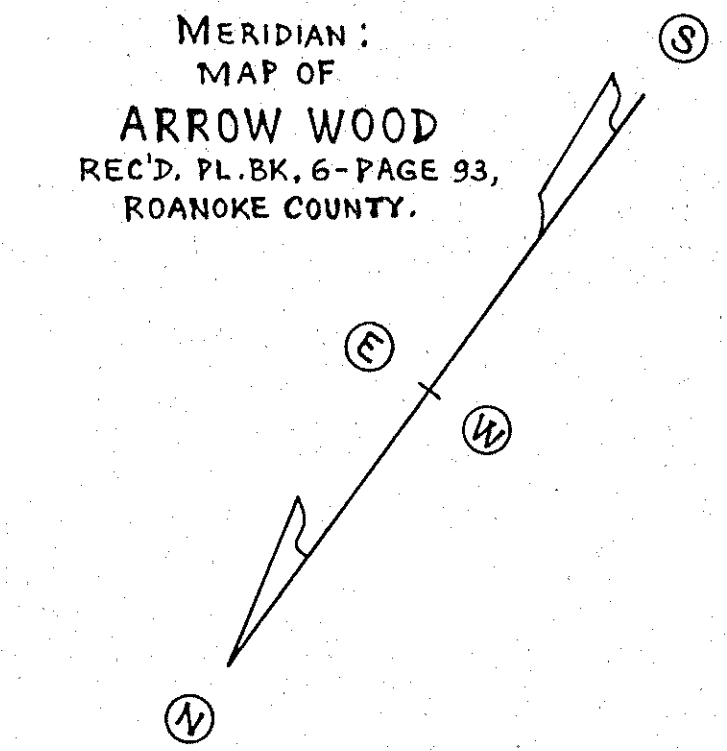 MERIDIAN:
MAP OF
ARROW WOOD
REC'D. PL.BK. 6-PAGE 93,
ROANOKE COUNTY.
S
E
W
N